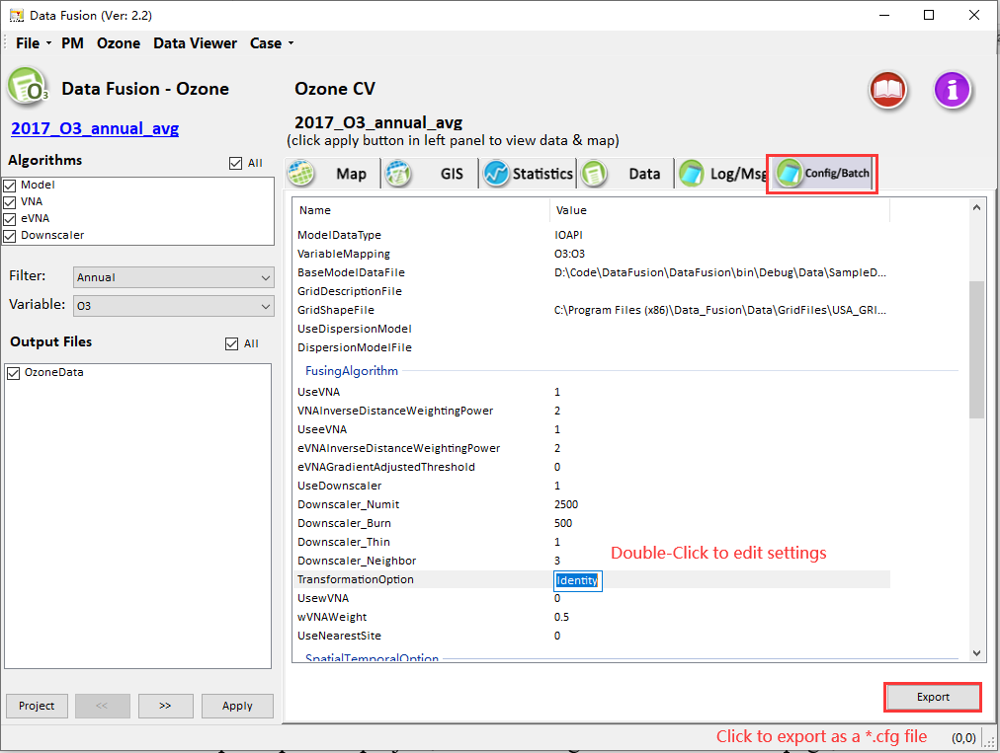 Data Fusion (Ver: 2.2)
File PM Ozone Data Viewer Case
Data Fusion - Ozone
2017_O3_annual_avg
Algorithms
All
Model
VNA
eVNA
Downscaler
Filter: Annual
Variable: O3
Output Files
All
OzoneData
Project << >> Apply
Ozone CV
2017_O3_annual_avg
(click apply button in left panel to view data & map)
Map GIS Statistics Data Log/Msg Config/Batch
Name Value
ModelDataType IOAPI
VariableMapping O3:O3
BaseModelDataFile D:\Code\DataFusion\DataFusion\bin\Debug\Data\SampleD...
GridDescriptionFile
GridShapeFile C:\Program Files (x86)\Data_Fusion\Data\GridFiles\USA_GRI...
UseDispersionModel
DispersionModelFile
FusingAlgorithm
UseVNA 1
VNAInverseDistanceWeightingPower 2
UseeVNA 1
eVNAInverseDistanceWeightingPower 2
eVNAGradientAdjustedThreshold 0
UseDownscaler 1
Downscaler_Numit 2500
Downscaler_Burn 500
Downscaler_Thin 1
Downscaler_Neighbor 3
Double-Click to edit settings
TransformationOption Identity
UsewVNA 0
wVNAWeight 0.5
UseNearestSite 0
SpatialTemporalOption
Export
Click to export as a *.cfg file
(0,0)